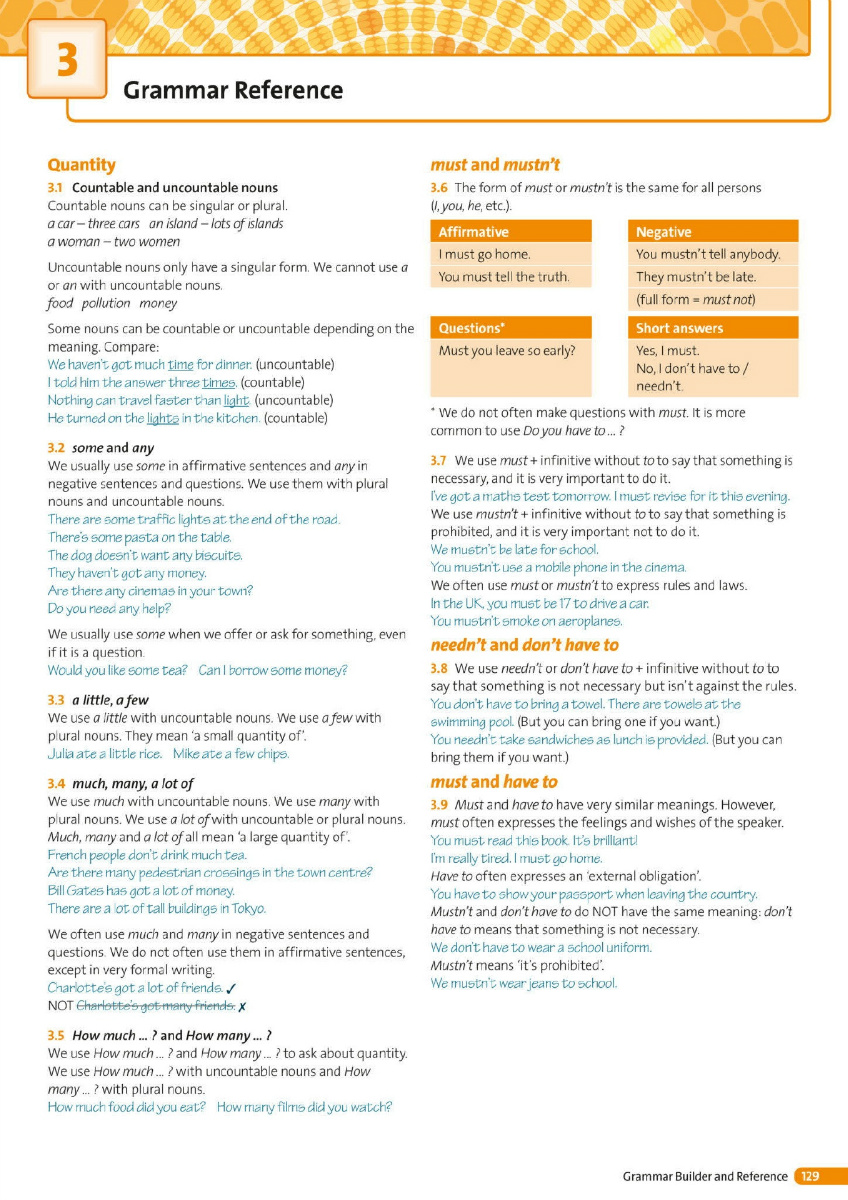 3
Grammar Reference
Quantity
3.1 Countable and uncountable nouns
Countable nouns can be singular or plural.
a car – three cars an island – lots of islands
a woman – two women
Uncountable nouns only have a singular form. We cannot use a
or an with uncountable nouns.
food pollution money
Some nouns can be countable or uncountable depending on the
meaning. Compare:
We haven't got much time for dinner. (uncountable)
I told him the answer three times. (countable)
Nothing can travel faster than light. (uncountable)
He turned on the lights in the kitchen. (countable)
3.2 some and any
We usually use some in affirmative sentences and any in
negative sentences and questions. We use them with plural
nouns and uncountable nouns.
There are some traffic lights at the end of the road.
There's some pasta on the table.
The dog doesn't want any biscuits.
They haven't got any money.
Are there any cinemas in your town?
Do you need any help?
We usually use some when we offer or ask for something, even
if it is a question.
Would you like some tea? Can I borrow some money?
3.3 a little, a few
We use a little with uncountable nouns. We use a few with
plural nouns. They mean 'a small quantity of'.
Julia ate a little rice. Mike ate a few chips.
3.4 much, many, a lot of
We use much with uncountable nouns. We use many with
plural nouns. We use a lot of with uncountable or plural nouns.
Much, many and a lot of all mean 'a large quantity of'.
French people don't drink much tea.
Are there many pedestrian crossings in the town centre?
Bill Gates has got a lot of money.
There are a lot of tall buildings in Tokyo.
We often use much and many in negative sentences and
questions. We do not often use them in affirmative sentences,
except in very formal writing.
Charlotte's got a lot of friends. ✓
NOT Charlotte's got many friends. ✗
3.5 How much ... ? and How many ... ?
We use How much ... ? and How many ... ? to ask about quantity.
We use How much ... ? with uncountable nouns and How
many ... ? with plural nouns.
How much food did you eat? How many films did you watch?
must and mustn't
3.6 The form of must or mustn't is the same for all persons
(I, you, he, etc.).
Affirmative
I must go home.
You must tell the truth.
Negative
You mustn't tell anybody.
They mustn't be late.
(full form = must not)
Questions*
Must you leave so early?
Short answers
Yes, I must.
No, I don't have to /
needn't.
* We do not often make questions with must. It is more
common to use Do you have to ... ?
3.7 We use must + infinitive without to to say that something is
necessary, and it is very important to do it.
I've got a maths test tomorrow. I must revise for it this evening.
We use mustn't + infinitive without to to say that something is
prohibited, and it is very important not to do it.
We mustn't be late for school.
You mustn't use a mobile phone in the cinema.
We often use must or mustn't to express rules and laws.
In the UK, you must be 17 to drive a car.
You mustn't smoke on aeroplanes.
needn't and don't have to
3.8 We use needn't or don't have to + infinitive without to to
say that something is not necessary but isn't against the rules.
You don't have to bring a towel. There are towels at the
swimming pool. (But you can bring one if you want.)
You needn't take sandwiches as lunch is provided. (But you can
bring them if you want.)
must and have to
3.9 Must and have to have very similar meanings. However,
must often expresses the feelings and wishes of the speaker.
You must read this book. It's brilliant!
I'm really tired. I must go home.
Have to often expresses an 'external obligation'.
You have to show your passport when leaving the country.
Mustn't and don't have to do NOT have the same meaning: don't
have to means that something is not necessary.
We don't have to wear a school uniform.
Mustn't means 'it's prohibited'.
We mustn't wear jeans to school.
Grammar Builder and Reference 129